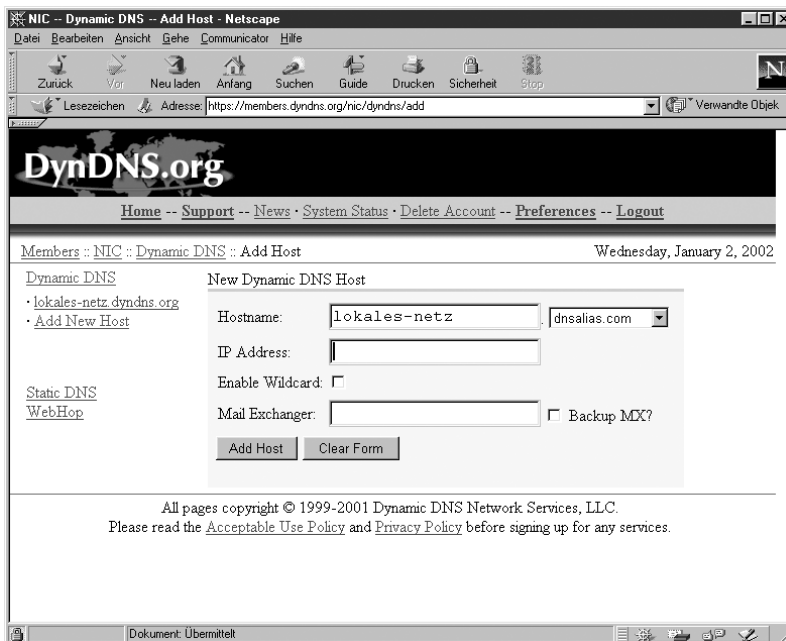 NIC -- Dynamic DNS -- Add Host - Netscape
Datei Bearbeiten Ansicht Gehe Communicator Hilfe
Zurück Vor Neu laden Anfang Suchen Guide Drucken Sicherheit Stop
N
Lesezeichen Adresse: https://members.dyndns.org/nic/dyndns/add Verwandte Objek
DynDNS.org
Home -- Support -- News · System Status · Delete Account -- Preferences -- Logout
Members :: NIC :: Dynamic DNS :: Add Host Wednesday, January 2, 2002
Dynamic DNS
· lokales-netz.dyndns.org
· Add New Host
Static DNS
WebHop
New Dynamic DNS Host
Hostname: lokales-netz . dnsalias.com
IP Address:
Enable Wildcard:
Mail Exchanger: Backup MX?
Add Host Clear Form
All pages copyright © 1999-2001 Dynamic DNS Network Services, LLC.
Please read the Acceptable Use Policy and Privacy Policy before signing up for any services.
Dokument: Übermittelt